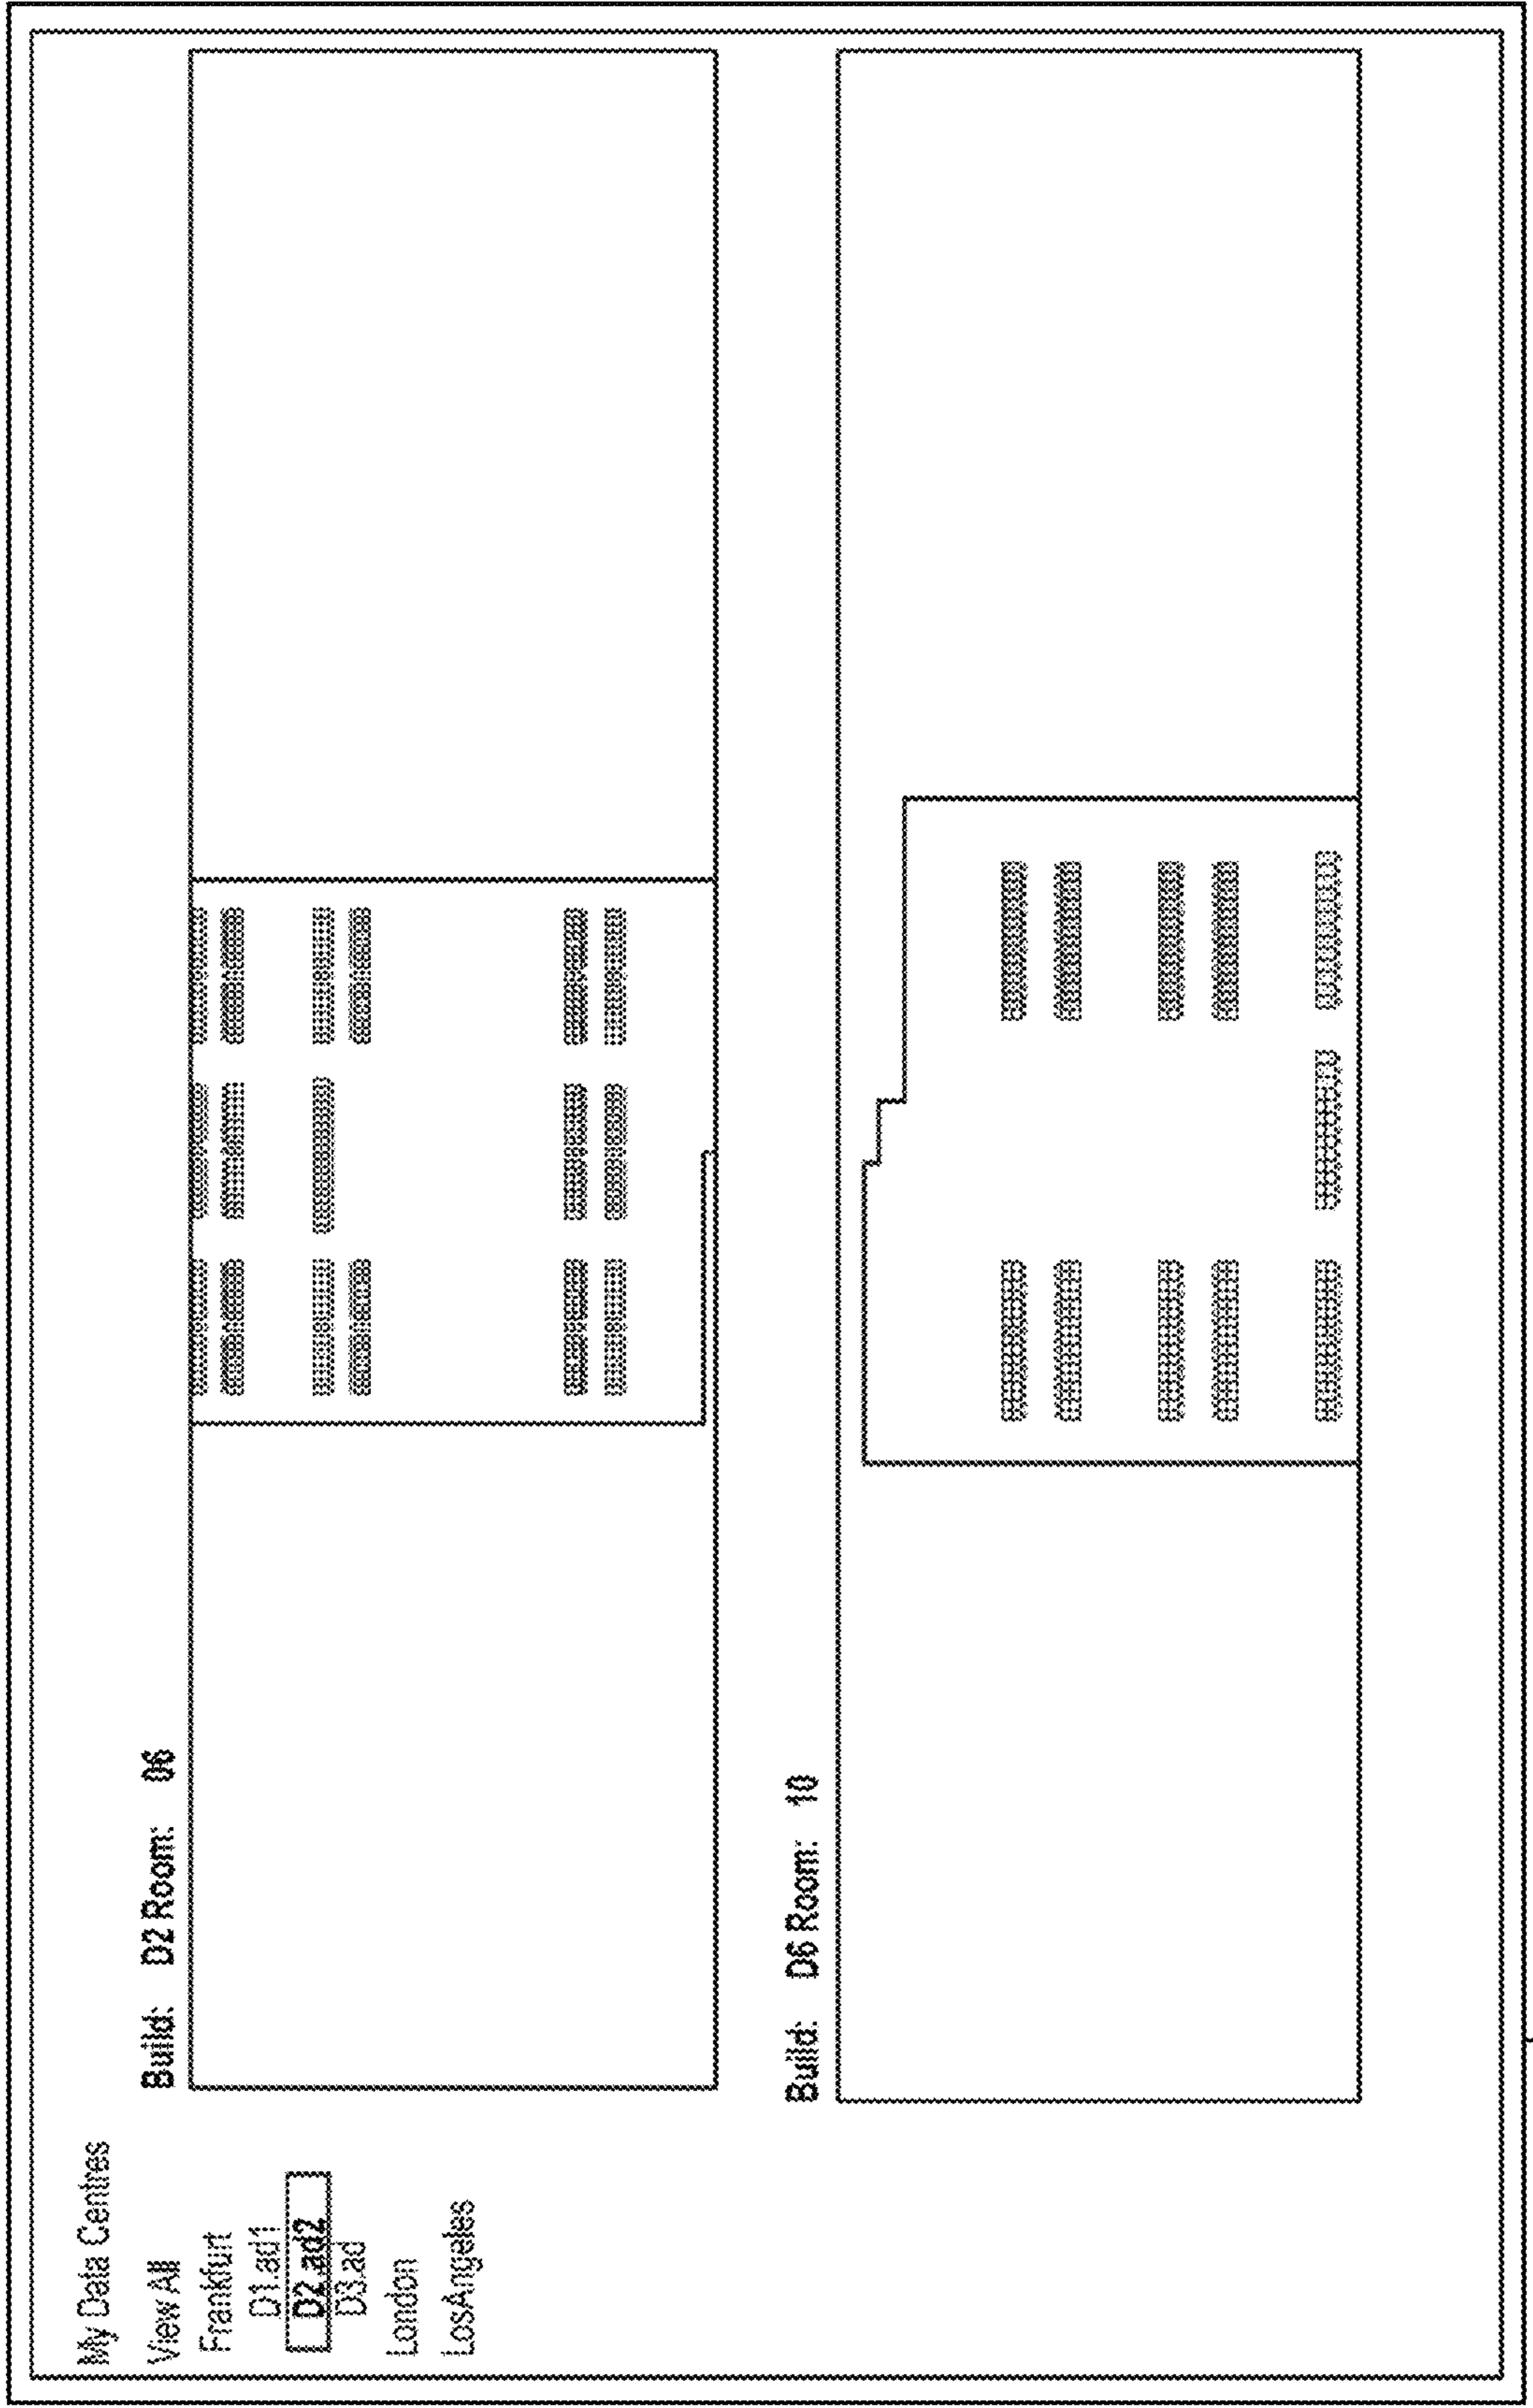 My Data Centres
View All
Frankfurt
D1.ad1
D2.ad2
D3.ad
London
LosAngeles
Build: D2 Room: 06
Build: D6 Room: 10